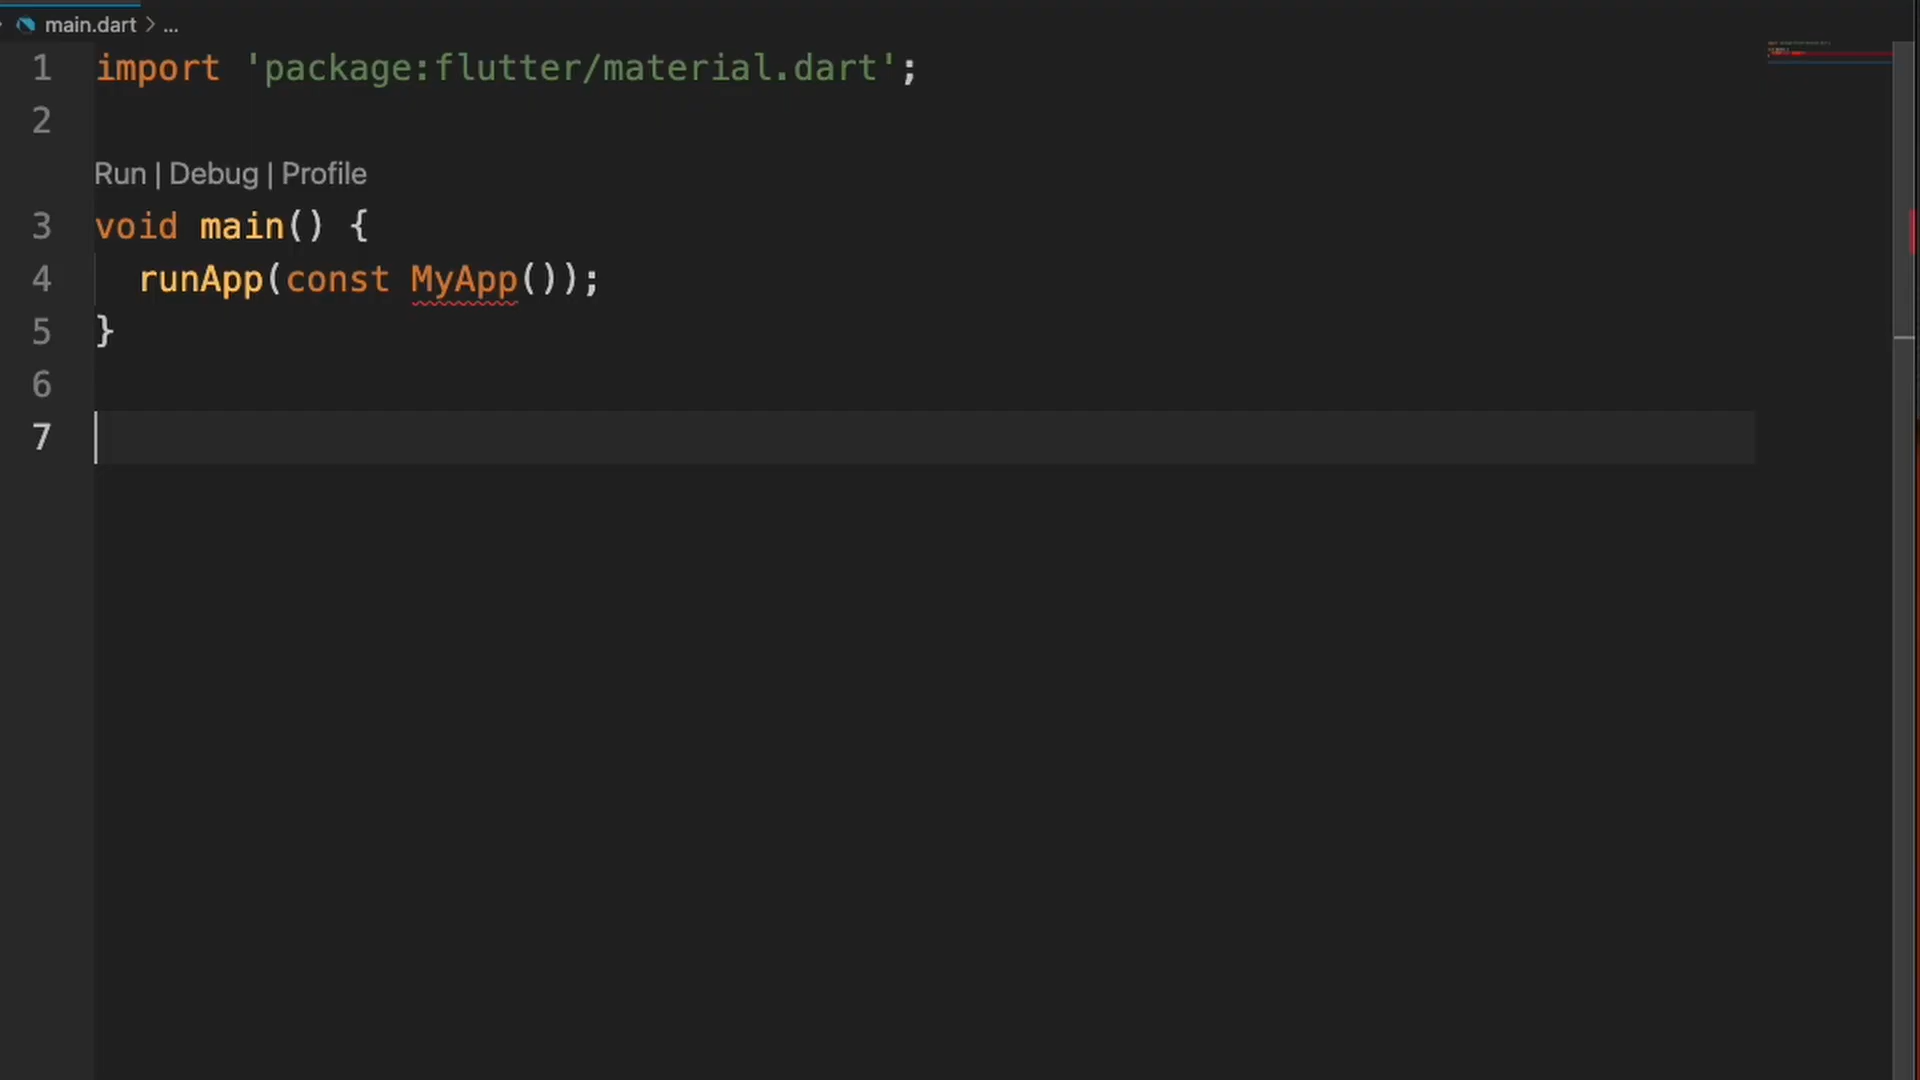 main.dart > ...
1 import 'package:flutter/material.dart';
2
Run | Debug | Profile
3 void main() {
4 runApp(const MyApp());
5 }
6
7